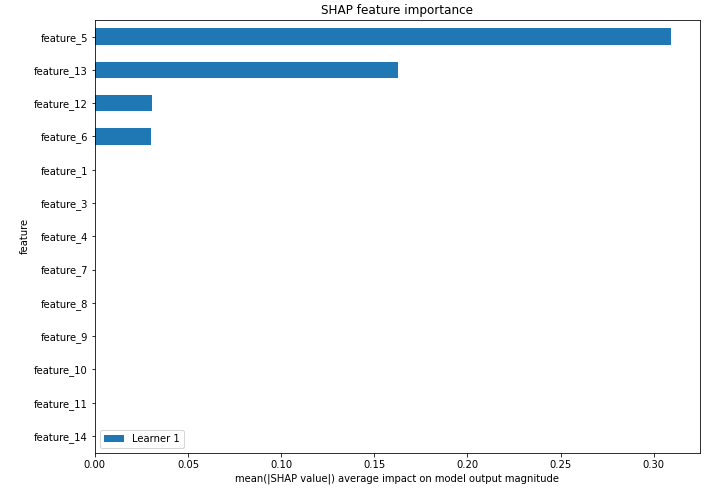 SHAP feature importance
feature_5
feature_13
feature_12
feature_6
feature_1
feature_3
feature_4
feature_7
feature_8
feature_9
feature_10
feature_11
feature_14
feature
Learner 1
0.00 0.05 0.10 0.15 0.20 0.25 0.30
mean(|SHAP value|) average impact on model output magnitude